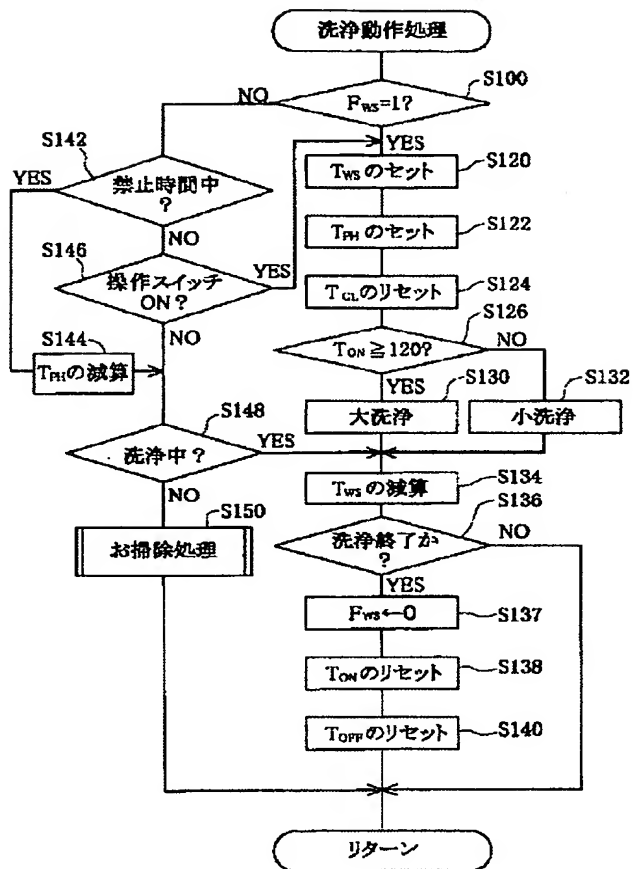 洗浄動作処理
S100
FWS=1?
NO
YES
S142
禁止時間中
?
YES
NO
S120
TWSのセット
S122
TPHのセット
S146
操作スイッチ
ON?
YES
NO
S124
TCLのリセット
S126
TON≧120?
NO
YES
S144
TPHの減算
S130
大洗浄
S132
小洗浄
S148
洗浄中?
YES
NO
S134
TWSの減算
S136
洗浄終了か
?
NO
YES
S150
お掃除処理
S137
FWS←0
S138
TONのリセット
S140
TOFFのリセット
リターン